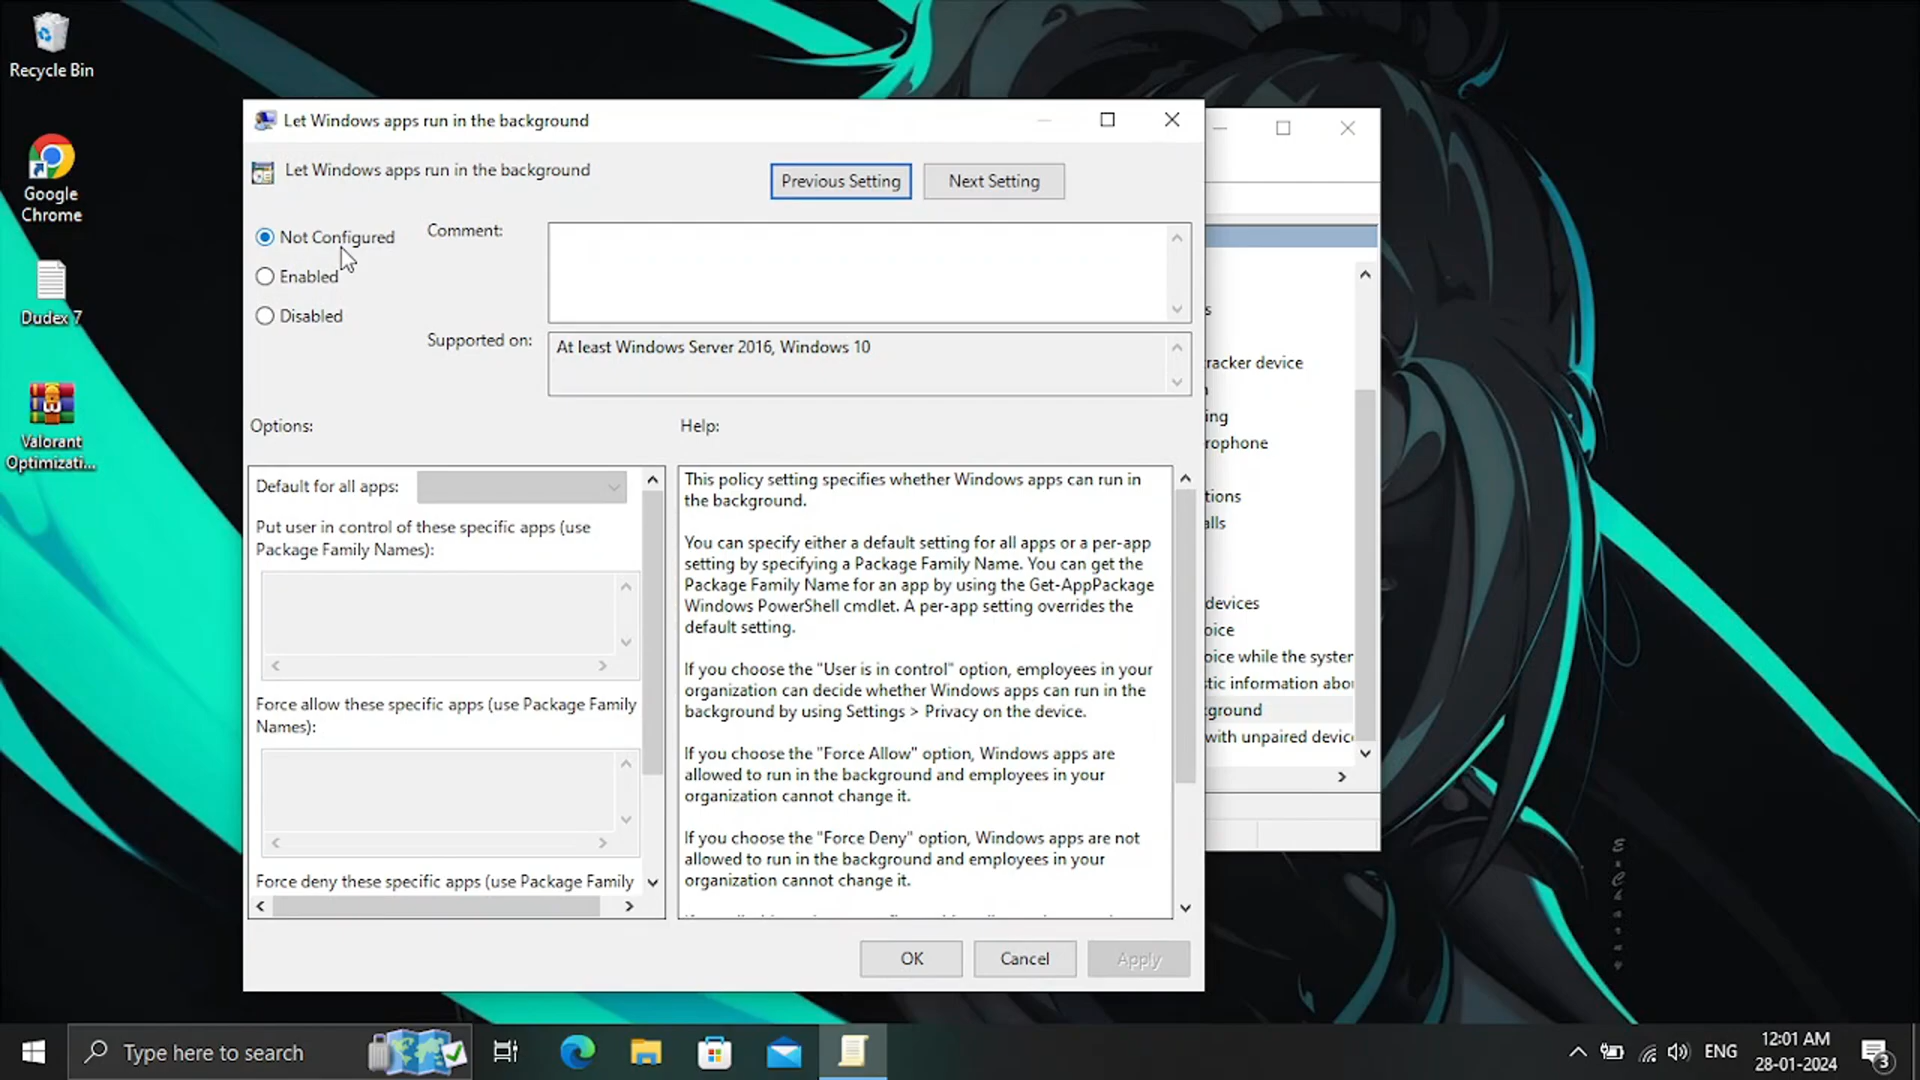 Recycle Bin
Google
Chrome
Dudex 7
Valorant
Optimizati...
Let Windows apps run in the background
Let Windows apps run in the background
Previous Setting
Next Setting
Not Configured
Enabled
Disabled
Comment:
Supported on:
At least Windows Server 2016, Windows 10
Options:
Help:
Default for all apps:
Put user in control of these specific apps (use
Package Family Names):
Force allow these specific apps (use Package Family
Names):
Force deny these specific apps (use Package Family
This policy setting specifies whether Windows apps can run in
the background.
You can specify either a default setting for all apps or a per-app
setting by specifying a Package Family Name. You can get the
Package Family Name for an app by using the Get-AppPackage
Windows PowerShell cmdlet. A per-app setting overrides the
default setting.
If you choose the "User is in control" option, employees in your
organization can decide whether Windows apps can run in the
background by using Settings > Privacy on the device.
If you choose the "Force Allow" option, Windows apps are
allowed to run in the background and employees in your
organization cannot change it.
If you choose the "Force Deny" option, Windows apps are not
allowed to run in the background and employees in your
organization cannot change it.
OK
Cancel
Apply
s
racker device
n
ing
rophone
tions
alls
devices
oice
oice while the system
stic information abou
ground
with unpaired device
Type here to search
ENG
12:01 AM
28-01-2024
3